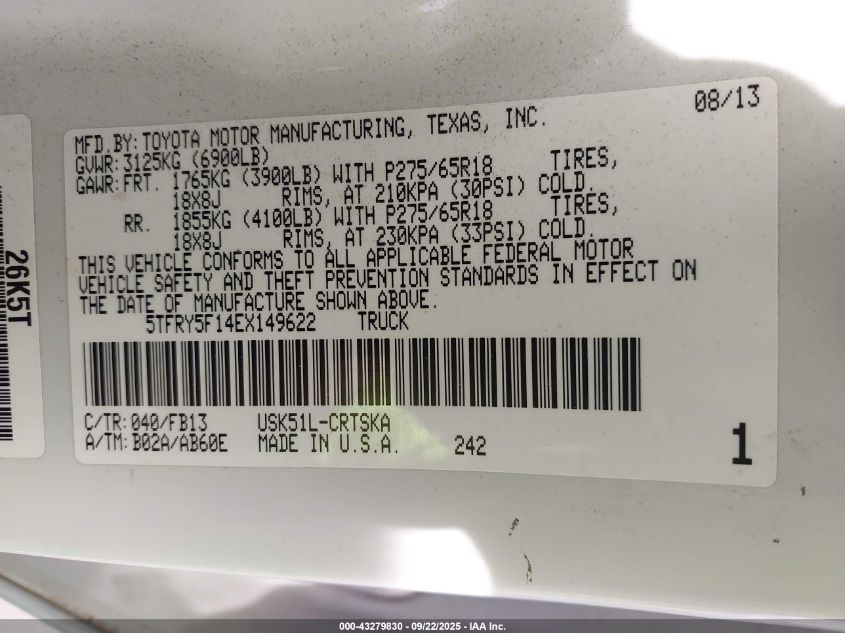 08/13
MFD.BY:TOYOTA MOTOR MANUFACTURING, TEXAS, INC.
GVWR:3125KG (6900LB)
GAWR:FRT. 1765KG (3900LB) WITH P275/65R18 TIRES,
18X8J RIMS, AT 210KPA (30PSI) COLD.
RR. 1855KG (4100LB) WITH P275/65R18 TIRES,
18X8J RIMS, AT 230KPA (33PSI) COLD.
THIS VEHICLE CONFORMS TO ALL APPLICABLE FEDERAL MOTOR
VEHICLE SAFETY AND THEFT PREVENTION STANDARDS IN EFFECT ON
THE DATE OF MANUFACTURE SHOWN ABOVE.
5TFRY5F14EX149622 TRUCK
C/TR:040/FB13 USK51L-CRTSKA
A/TM:B02A/AB60E MADE IN U.S.A. 242
1
26K5T
000-43279830 - 09/22/2025 - IAA Inc.